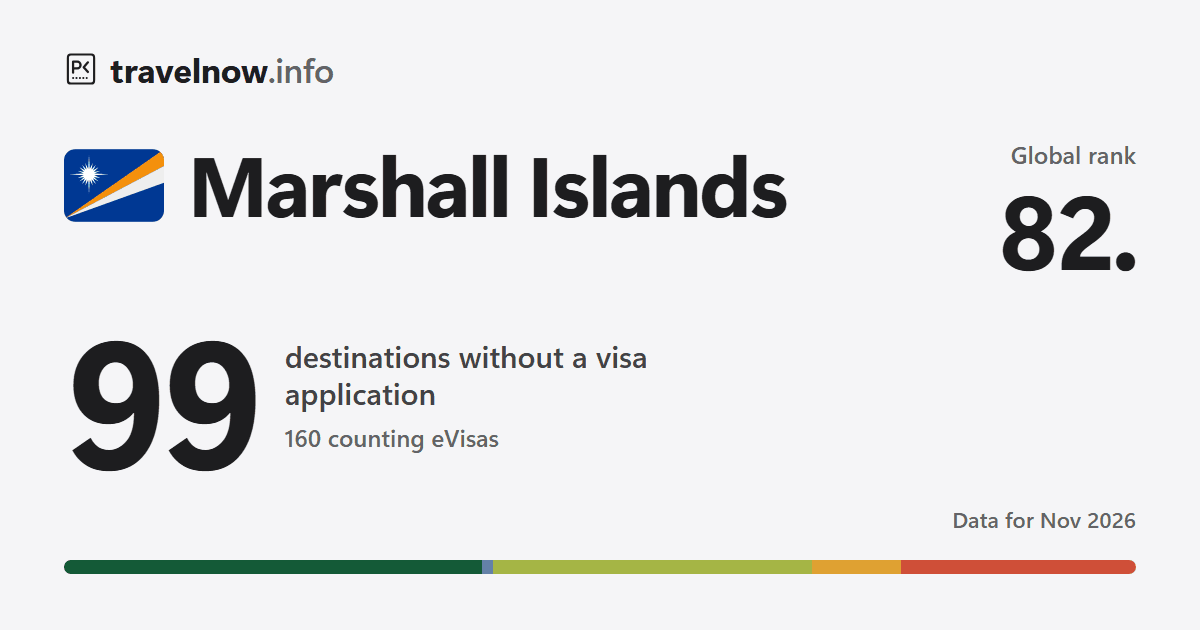 travelnow.info
Marshall Islands
Global rank
82.
99
destinations without a visa
application
160 counting eVisas
Data for Nov 2026